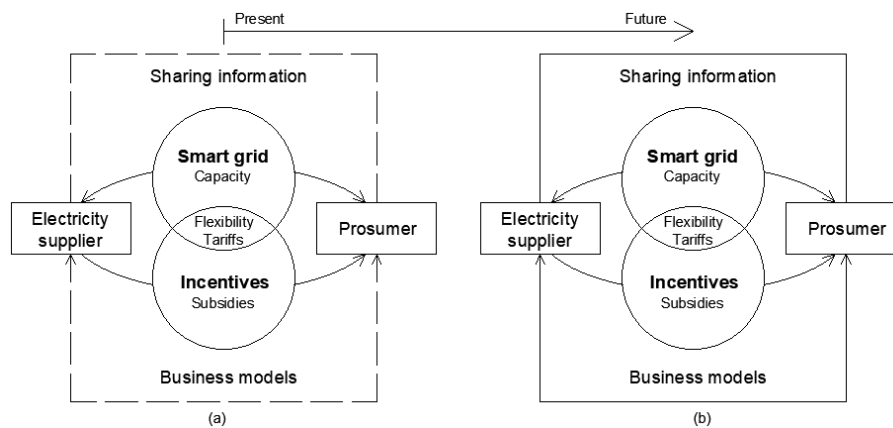 Present
Future
Sharing information
Smart grid
Capacity
Flexibility
Tariffs
Electricity
supplier
Prosumer
Incentives
Subsidies
Business models
(a)
Sharing information
Smart grid
Capacity
Flexibility
Tariffs
Electricity
supplier
Prosumer
Incentives
Subsidies
Business models
(b)